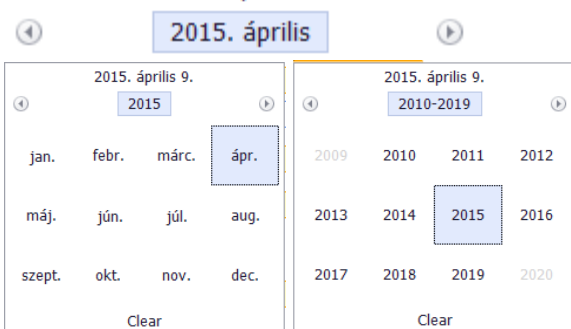 2015. április
2015. április 9.
2015
jan. febr. márc. ápr.
máj. jún. júl. aug.
szept. okt. nov. dec.
Clear
2015. április 9.
2010-2019
2009 2010 2011 2012
2013 2014 2015 2016
2017 2018 2019 2020
Clear